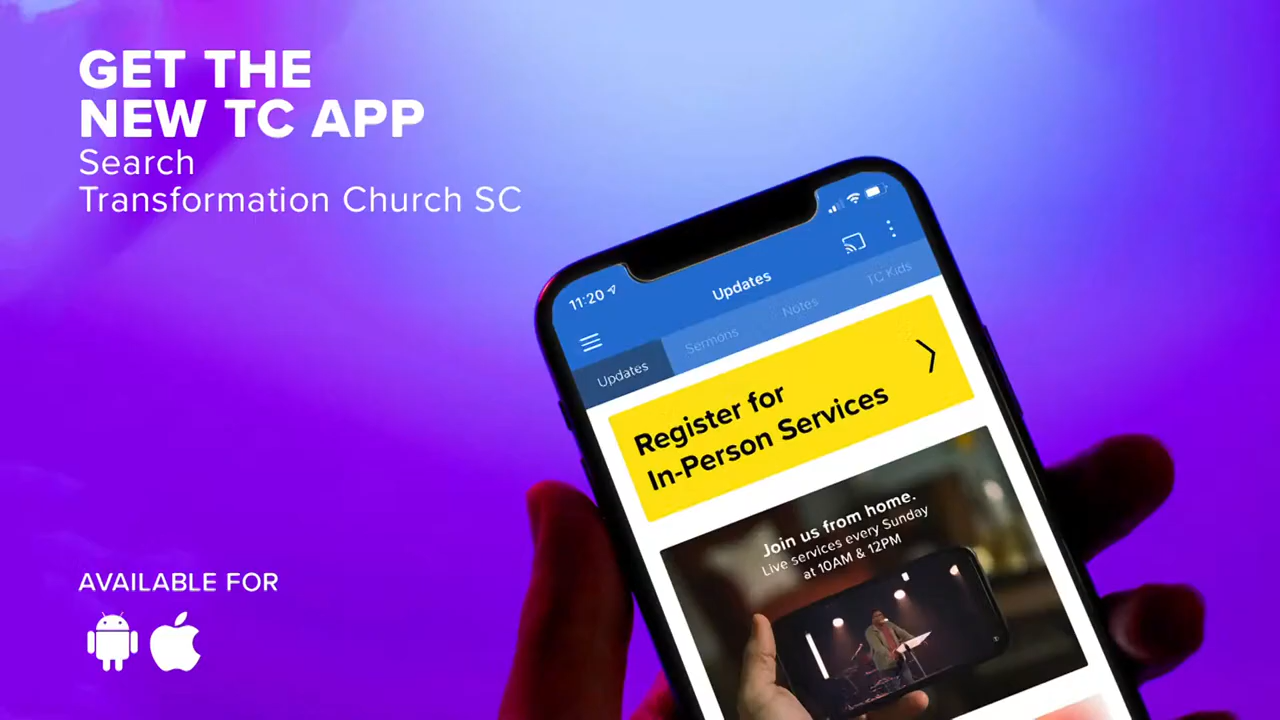 GET THE
NEW TC APP
Search
Transformation Church SC
11:20
Updates
Updates
Sermons
Notes
TC Kids
Register for
In-Person Services
Join us from home.
Live services every Sunday
at 10AM & 12PM
AVAILABLE FOR